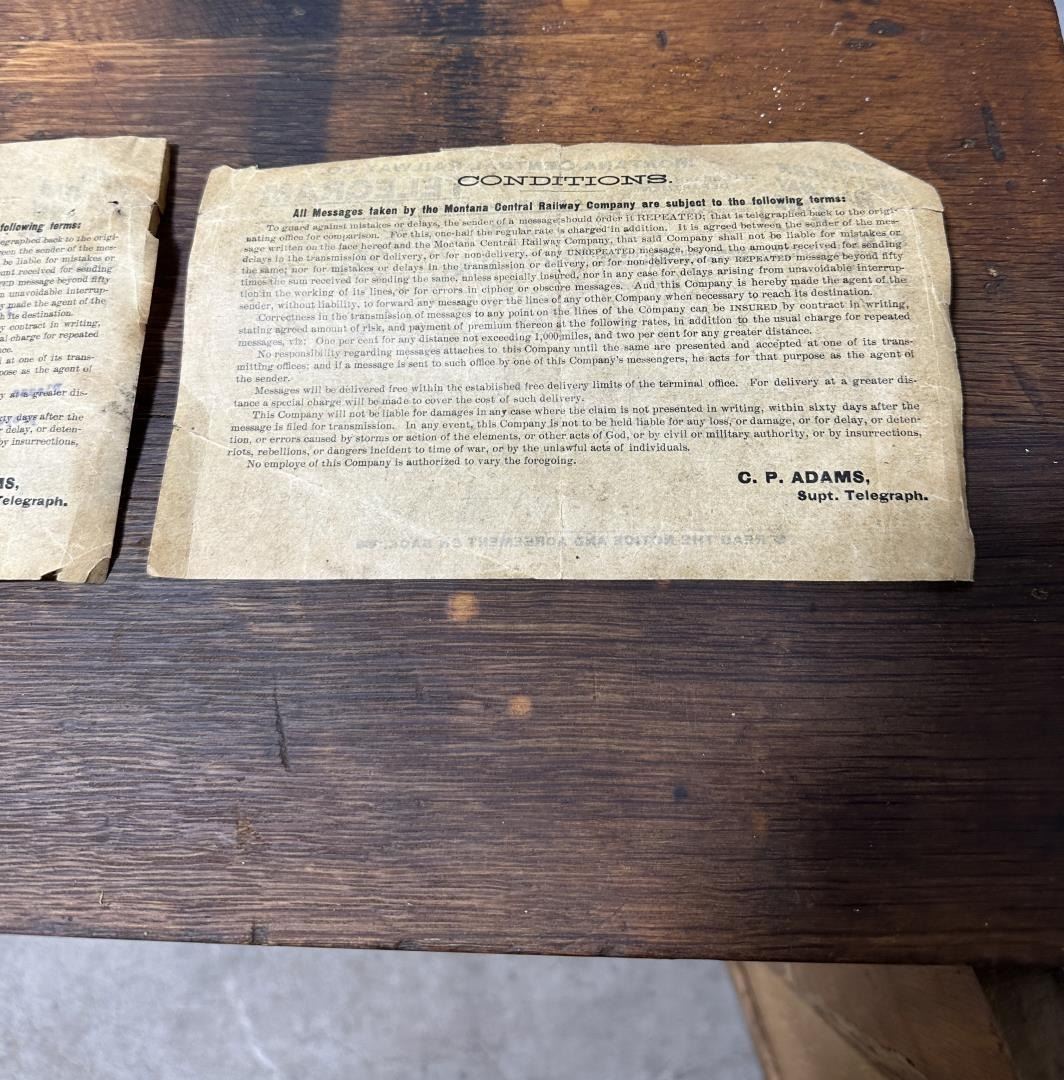 following terms:
egraphed back to the origi-
een the sender of the mes-
be liable for mistakes or
unt received for sending
TED message beyond fifty
m unavoidable interrup-
y made the agent of the
h its destination.
y contract in writing,
al charge for repeated
ce.
l at one of its trans-
pose as the agent of
y at a greater dis-
ty days after the
r delay, or deten-
by insurrections,
MS,
Telegraph.
CONDITIONS.
All Messages taken by the Montana Central Railway Company are subject to the following terms:
To guard against mistakes or delays, the sender of a message should order it REPEATED; that is telegraphed back to the origi-
nating office for comparison. For this, one-half the regular rate is charged in addition. It is agreed between the sender of the mes-
sage written on the face hereof and the Montana Central Railway Company, that said Company shall not be liable for mistakes or
delays in the transmission or delivery, or for non-delivery, of any UNREPEATED message, beyond the amount received for sending
the same; nor for mistakes or delays in the transmission or delivery, or for non-delivery, of any REPEATED message beyond fifty
times the sum received for sending the same, unless specially insured, nor in any case for delays arising from unavoidable interrup-
tion in the working of its lines, or for errors in cipher or obscure messages. And this Company is hereby made the agent of the
sender, without liability, to forward any message over the lines of any other Company when necessary to reach its destination.
Correctness in the transmission of messages to any point on the lines of the Company can be INSURED by contract in writing,
stating agreed amount of risk, and payment of premium thereon at the following rates, in addition to the usual charge for repeated
messages, viz: One per cent for any distance not exceeding 1,000 miles, and two per cent for any greater distance.
No responsibility regarding messages attaches to this Company until the same are presented and accepted at one of its trans-
mitting offices; and if a message is sent to such office by one of this Company's messengers, he acts for that purpose as the agent of
the sender.
Messages will be delivered free within the established free delivery limits of the terminal office. For delivery at a greater dis-
tance a special charge will be made to cover the cost of such delivery.
This Company will not be liable for damages in any case where the claim is not presented in writing, within sixty days after the
message is filed for transmission. In any event, this Company is not to be held liable for any loss, or damage, or for delay, or deten-
tion, or errors caused by storms or action of the elements, or other acts of God, or by civil or military authority, or by insurrections,
riots, rebellions, or dangers incident to time of war, or by the unlawful acts of individuals.
No employe of this Company is authorized to vary the foregoing.
C. P. ADAMS,
Supt. Telegraph.